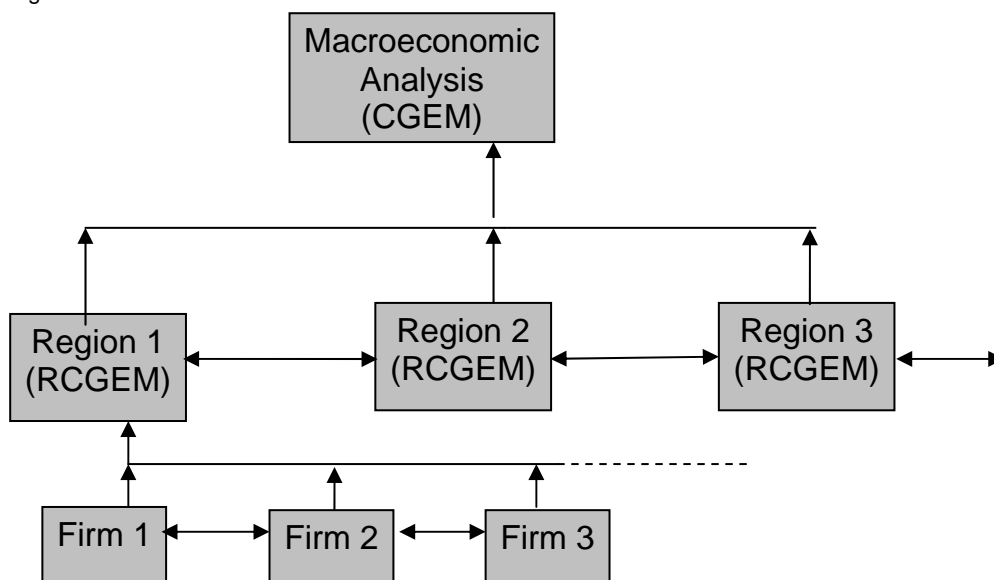 Macroeconomic
Analysis
(CGEM)
Region 1
(RCGEM)
Region 2
(RCGEM)
Region 3
(RCGEM)
Firm 1
Firm 2
Firm 3